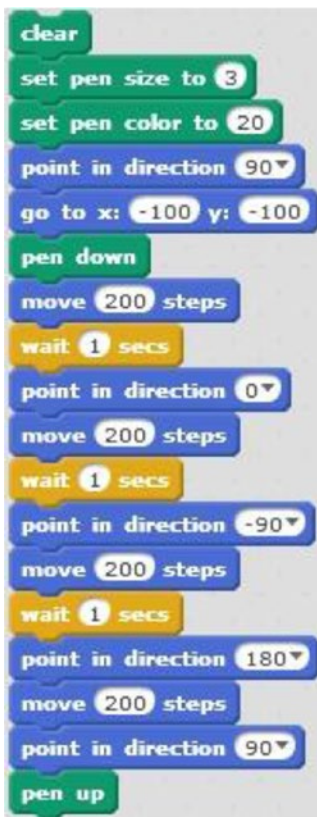 clear
set pen size to 3
set pen color to 20
point in direction 90
go to x: -100 y: -100
pen down
move 200 steps
wait 1 secs
point in direction 0
move 200 steps
wait 1 secs
point in direction -90
move 200 steps
wait 1 secs
point in direction 180
move 200 steps
point in direction 90
pen up